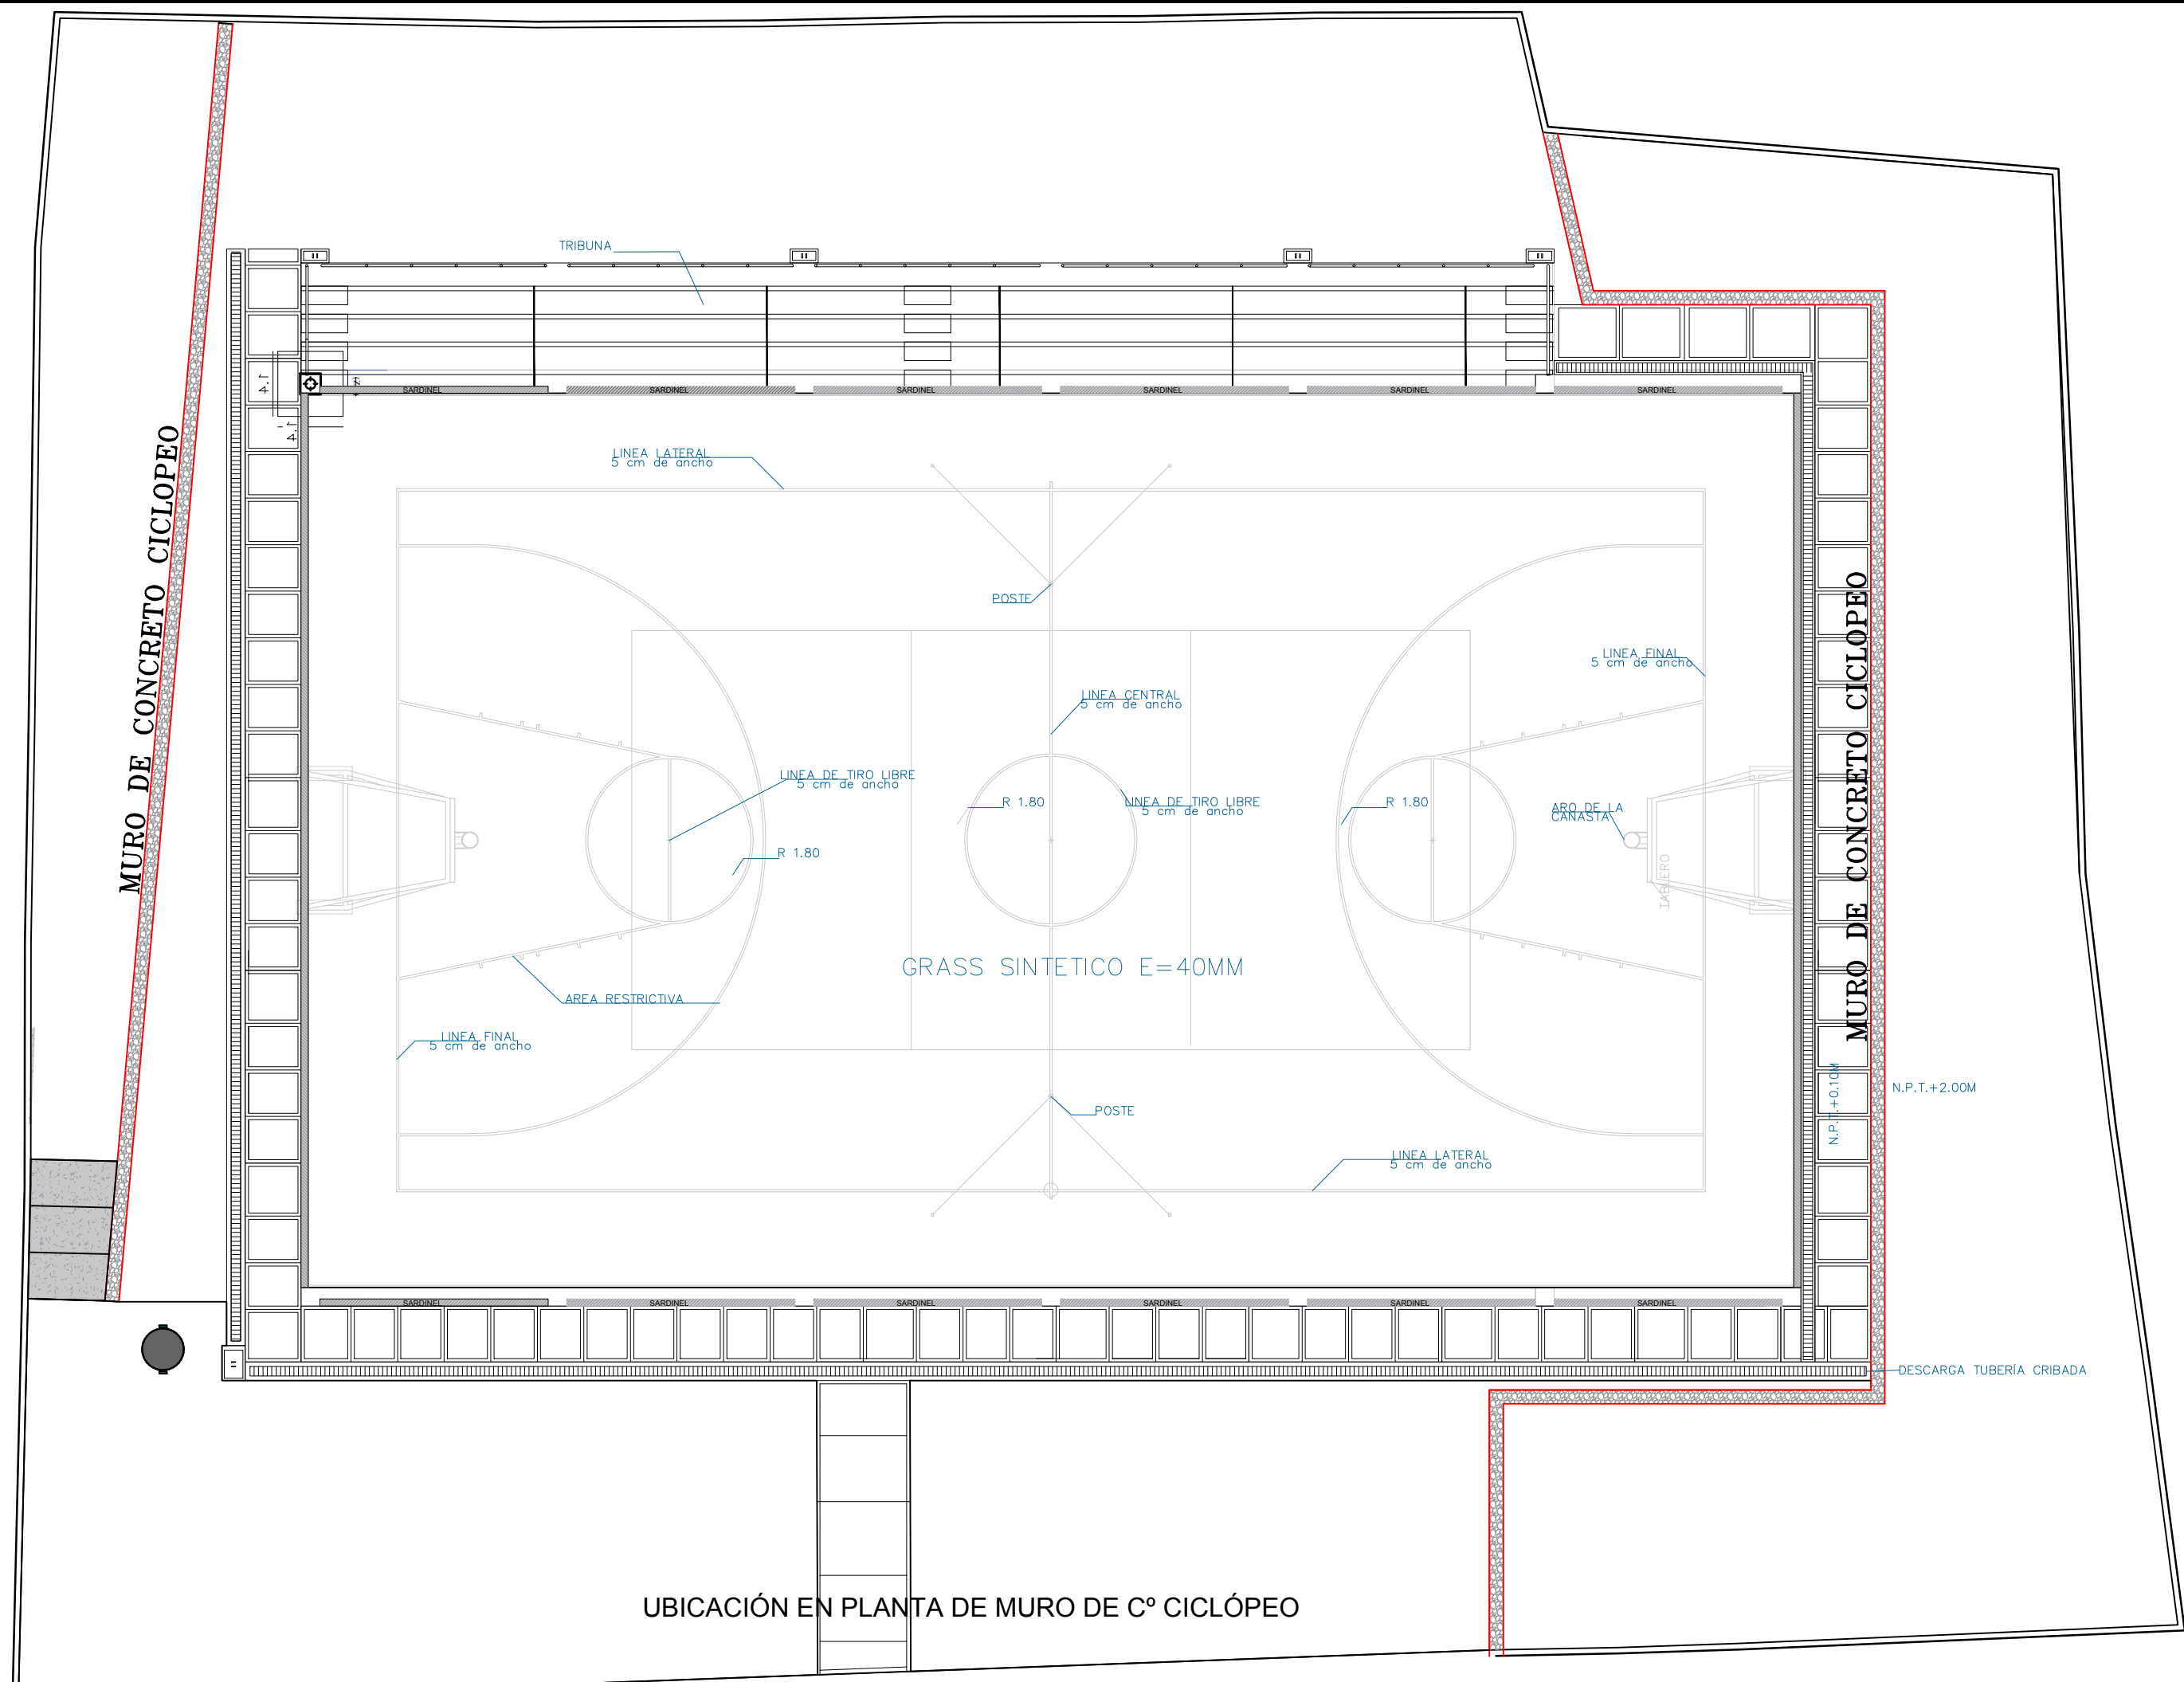 TRIBUNA
4.1
4.1
SARDINEL
SARDINEL
SARDINEL
SARDINEL
SARDINEL
SARDINEL
LINEA LATERAL
5 cm de ancho
MURO DE CONCRETO CICLOPEO
POSTE
LINEA FINAL
5 cm de ancho
LINEA CENTRAL
5 cm de ancho
MURO DE CONCRETO CICLOPEO
LINEA DE TIRO LIBRE
5 cm de ancho
R 1.80
LINEA DE TIRO LIBRE
5 cm de ancho
R 1.80
ARO DE LA
CANASTA
R 1.80
TABLERO
GRASS SINTETICO E=40MM
AREA RESTRICTIVA
LINEA FINAL
5 cm de ancho
N.P.T.+0.10M
N.P.T.+2.00M
POSTE
LINEA LATERAL
5 cm de ancho
SARDINEL
SARDINEL
SARDINEL
SARDINEL
SARDINEL
SARDINEL
DESCARGA TUBERÍA CRIBADA
UBICACIÓN EN PLANTA DE MURO DE Cº CICLÓPEO